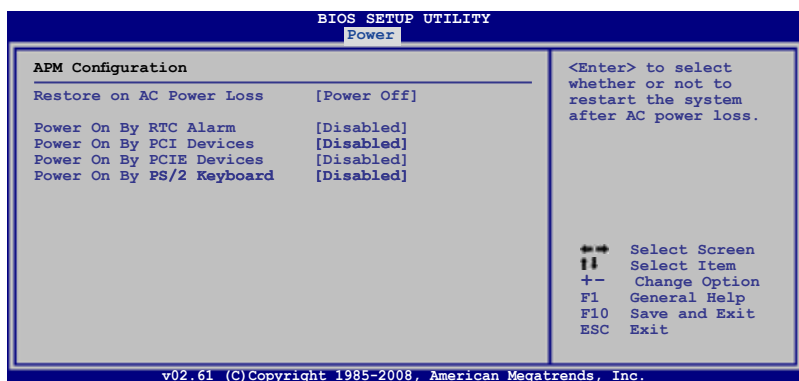 BIOS SETUP UTILITY
Power
APM Configuration
Restore on AC Power Loss [Power Off]
Power On By RTC Alarm [Disabled]
Power On By PCI Devices [Disabled]
Power On By PCIE Devices [Disabled]
Power On By PS/2 Keyboard [Disabled]
<Enter> to select
whether or not to
restart the system
after AC power loss.
Select Screen
Select Item
+- Change Option
F1 General Help
F10 Save and Exit
ESC Exit
v02.61 (C)Copyright 1985-2008, American Megatrends, Inc.